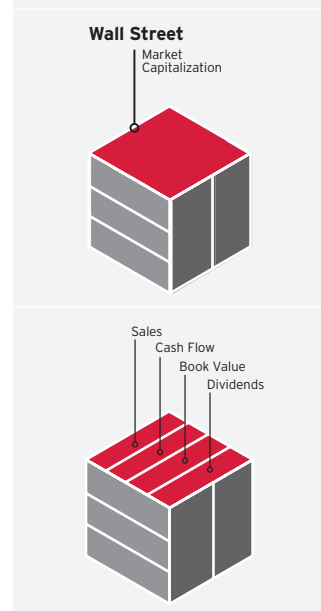 Wall Street
Market
Capitalization
Sales
Cash Flow
Book Value
Dividends